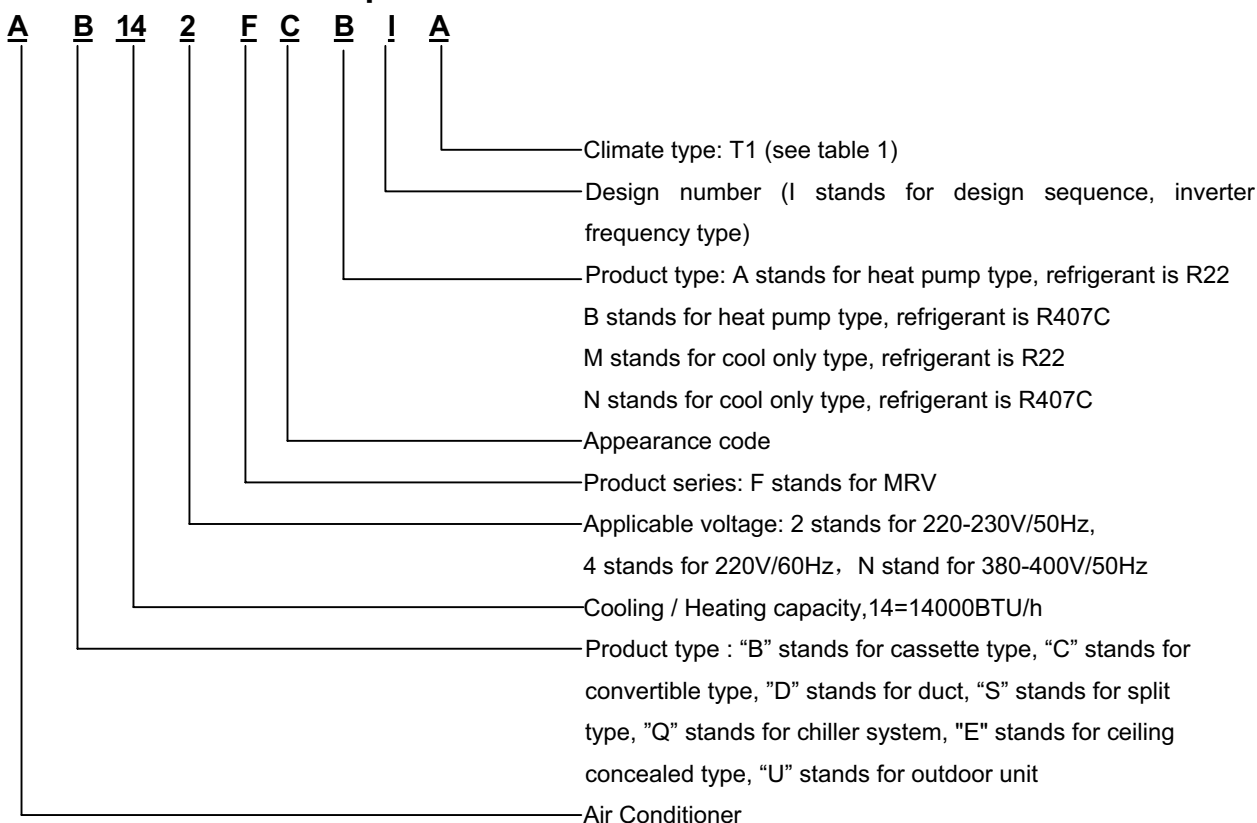 A B 14 2 F C B I A
Climate type: T1 (see table 1)
Design number (I stands for design sequence, inverter
frequency type)
Product type: A stands for heat pump type, refrigerant is R22
B stands for heat pump type, refrigerant is R407C
M stands for cool only type, refrigerant is R22
N stands for cool only type, refrigerant is R407C
Appearance code
Product series: F stands for MRV
Applicable voltage: 2 stands for 220-230V/50Hz,
4 stands for 220V/60Hz，N stand for 380-400V/50Hz
Cooling / Heating capacity,14=14000BTU/h
Product type : “B” stands for cassette type, “C” stands for
convertible type, ”D” stands for duct, “S” stands for split
type, ”Q” stands for chiller system, "E" stands for ceiling
concealed type, “U” stands for outdoor unit
Air Conditioner